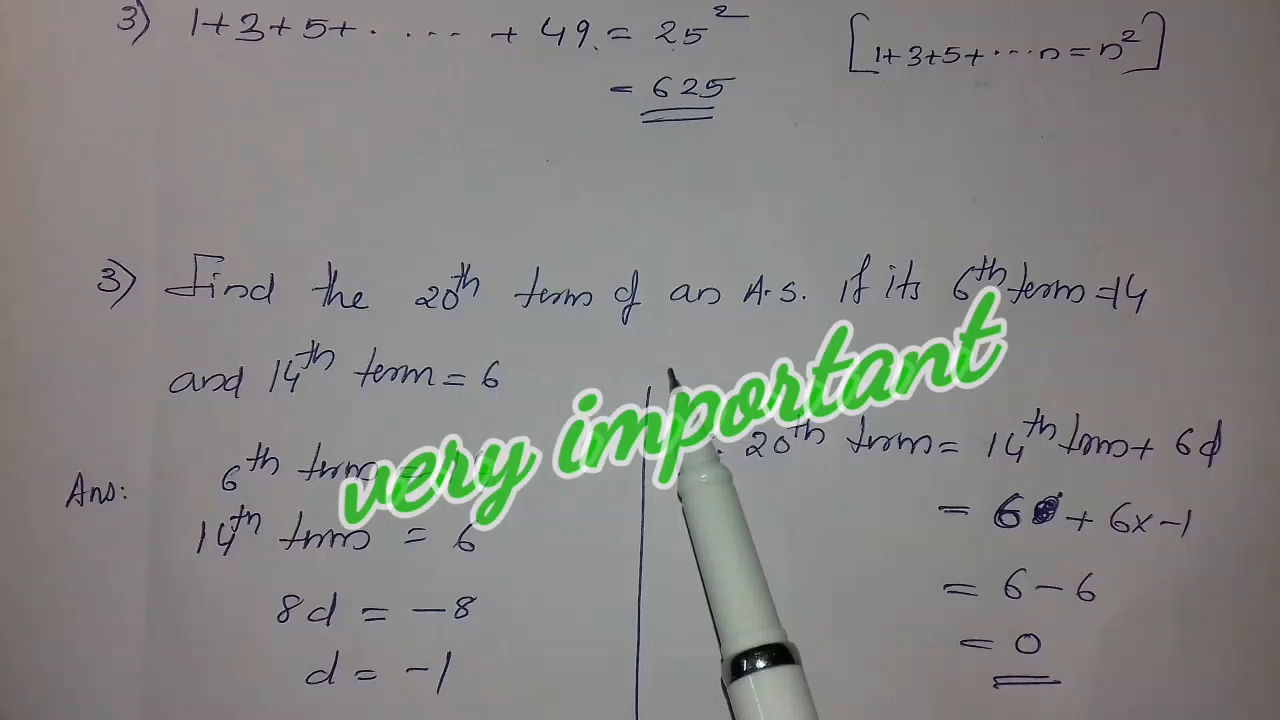 3) 1+3+5+ ..... + 49. = 25²
= 625
[1+3+5+ ... n = n²]
3) Find the 20th term of an A.S. if its 6th term =14
and 14th term = 6
very important
Ans: 6th term =
14th term = 6
8d = -8
d = -1
20th term = 14th term + 6d
= 6 + 6x-1
= 6 - 6
= 0